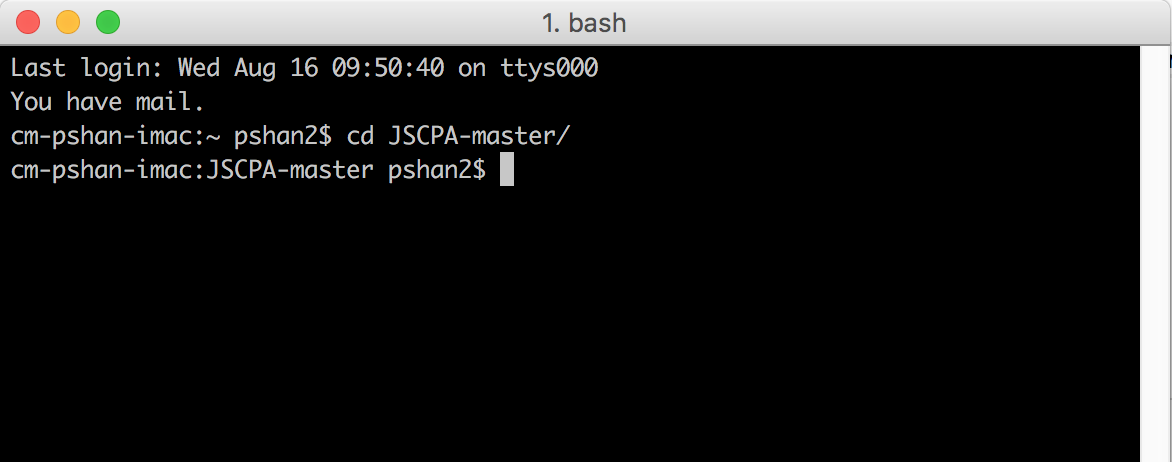 1. bash
Last login: Wed Aug 16 09:50:40 on ttys000
You have mail.
cm-pshan-imac:~ pshan2$ cd JSCPA-master/
cm-pshan-imac:JSCPA-master pshan2$